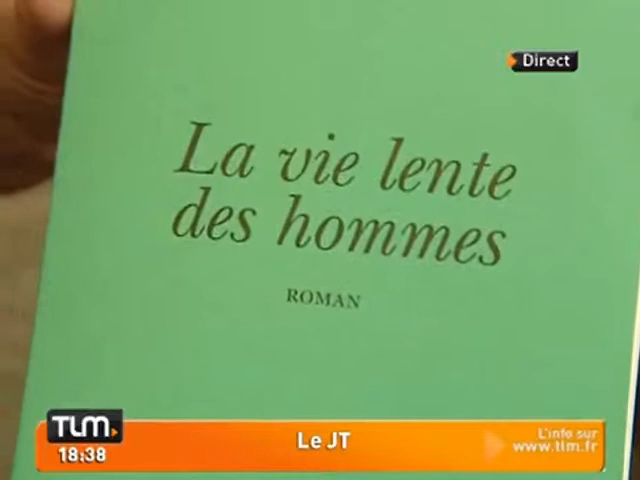 Direct
La vie lente
des hommes
ROMAN
TLM
18:38
Le JT
L'info sur
www.tlm.fr